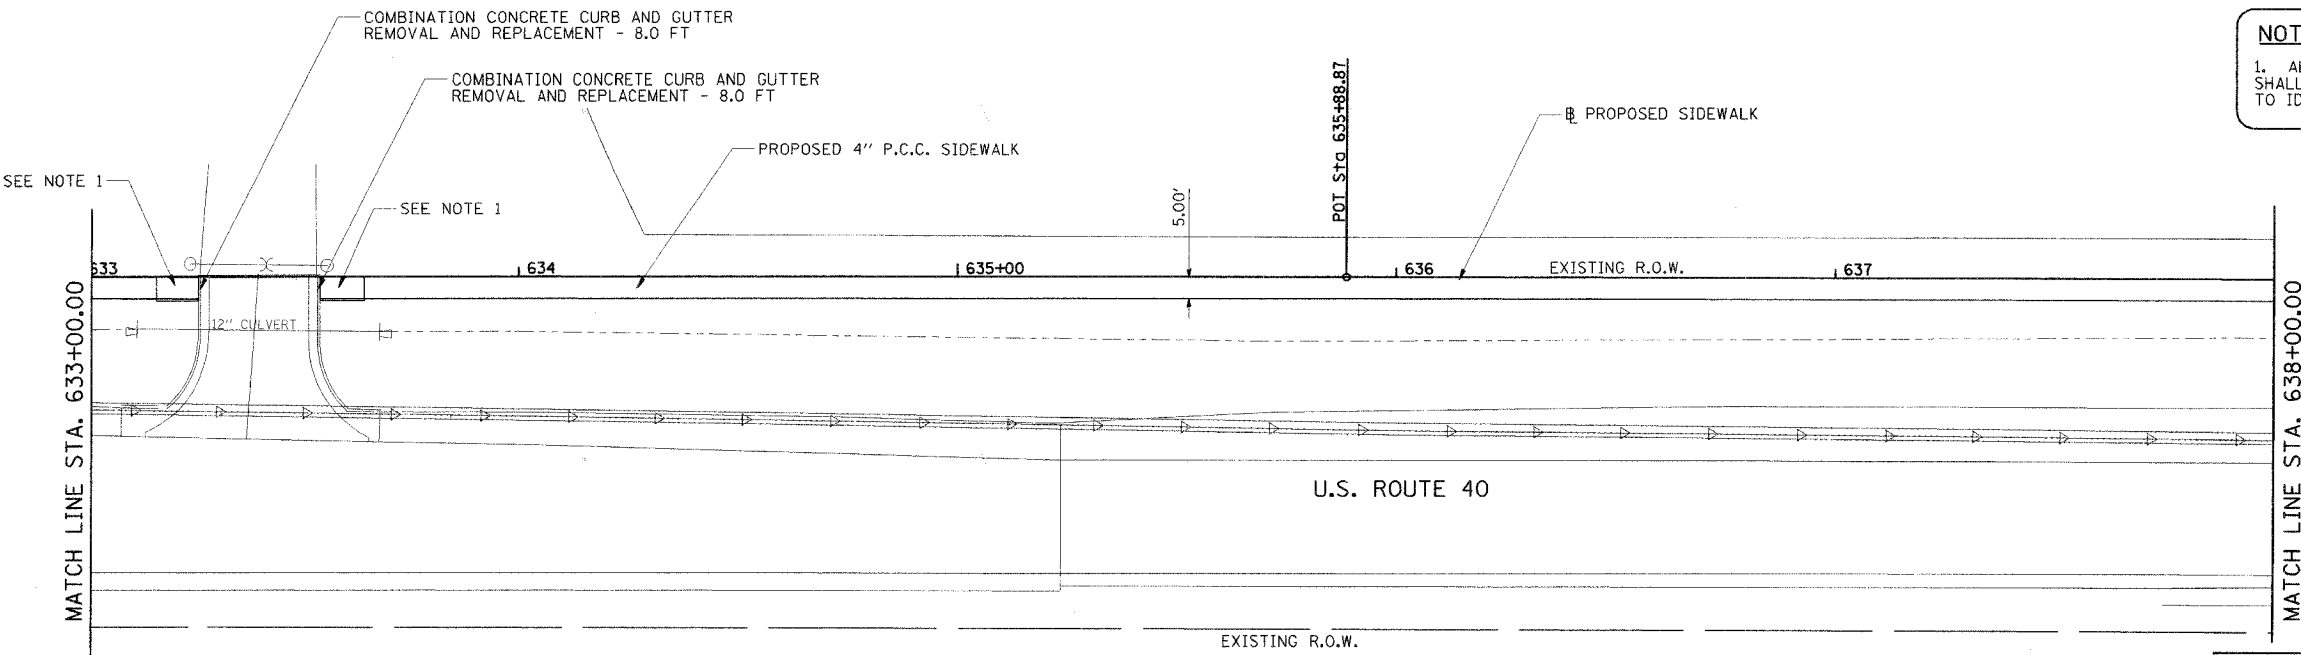 COMBINATION CONCRETE CURB AND GUTTER
REMOVAL AND REPLACEMENT - 8.0 FT
COMBINATION CONCRETE CURB AND GUTTER
REMOVAL AND REPLACEMENT - 8.0 FT
PROPOSED 4" P.C.C. SIDEWALK
SEE NOTE 1
SEE NOTE 1
5.00'
POT Sta 635+88.87
℄ PROPOSED SIDEWALK
NOT
1.
SHALL
TO ID
633
634
635+00
636
EXISTING R.O.W.
637
12" CULVERT
MATCH LINE STA. 633+00.00
U.S. ROUTE 40
MATCH LINE STA. 638+00.00
EXISTING R.O.W.